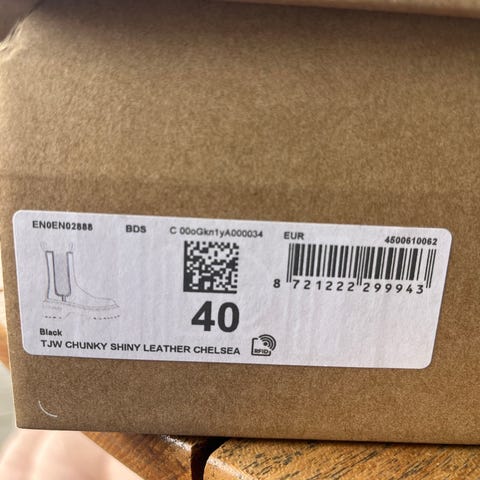 EN0EN02888 BDS C 00oGkn1yA000034 EUR 4500610062
8 721222 299943
40
Black
TJW CHUNKY SHINY LEATHER CHELSEA RFID